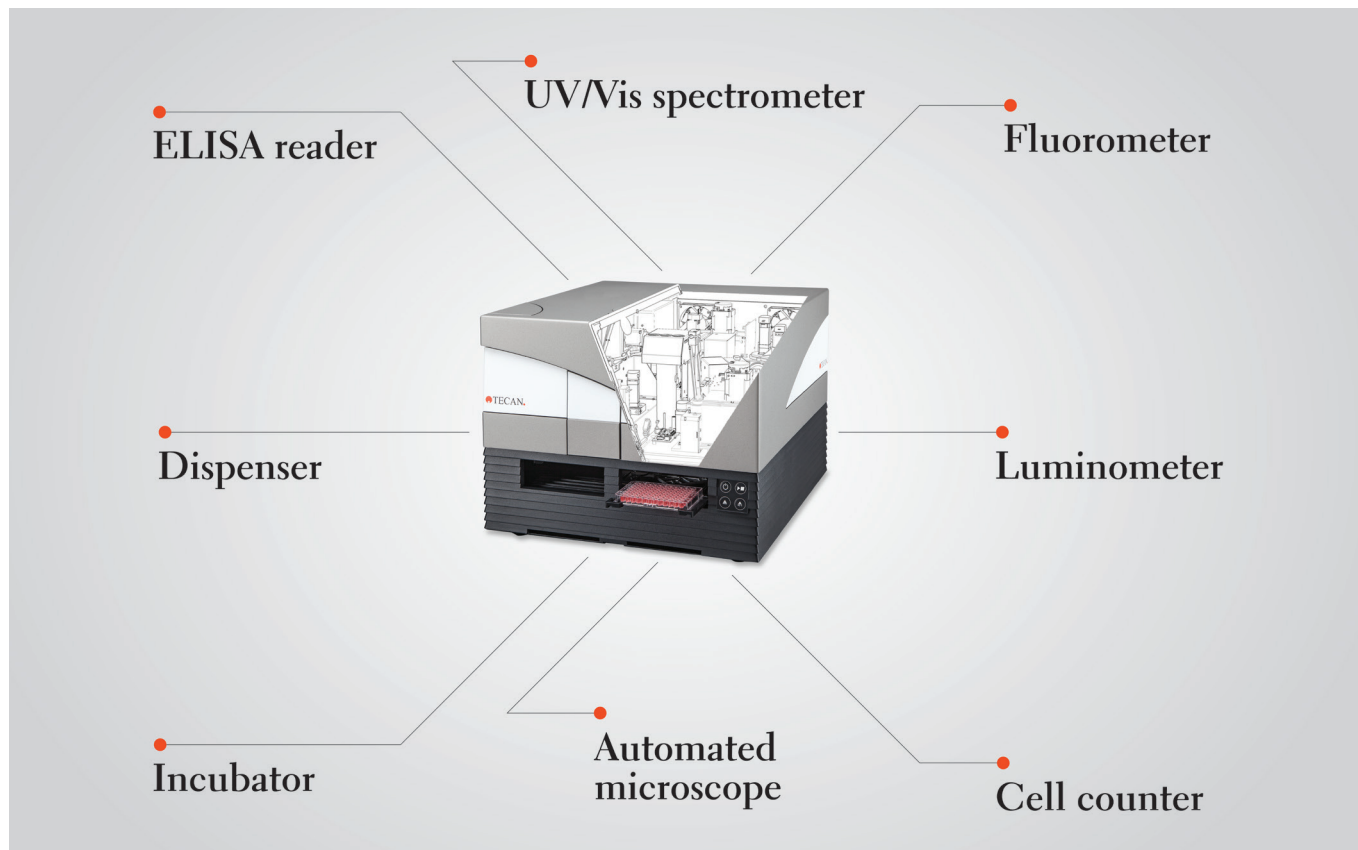 UV/Vis spectrometer
ELISA reader
Fluorometer
TECAN.
Dispenser
Luminometer
Incubator
Automated
microscope
Cell counter